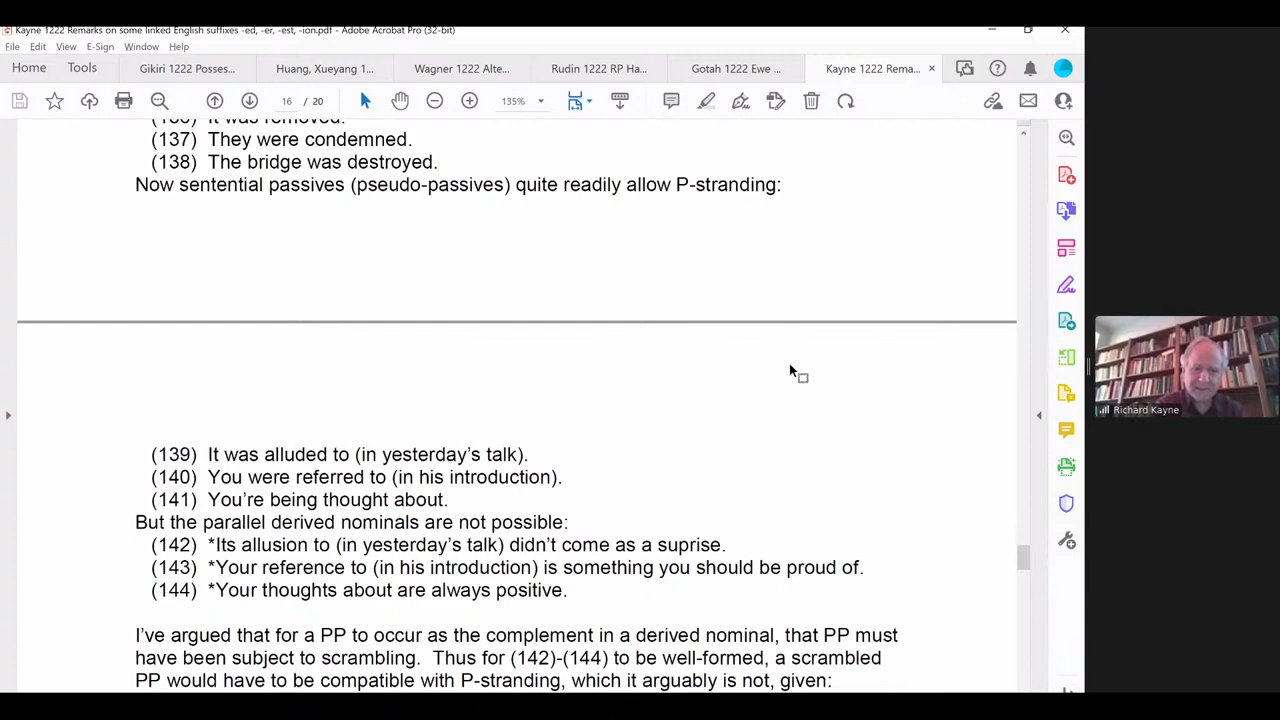 Kayne 1222 Remarks on some linked English suffixes -ed, -er, -est, -ion.pdf - Adobe Acrobat Pro (32-bit)
File Edit View E-Sign Window Help
Home Tools Gikiri 1222 Posses... Huang, Xueyang 1... Wagner 1222 Alte... Rudin 1222 RP Ha... Gotah 1222 Ewe ... Kayne 1222 Rema... ×
16 / 20 135%
(136) It was removed.
(137) They were condemned.
(138) The bridge was destroyed.
Now sentential passives (pseudo-passives) quite readily allow P-stranding:
(139) It was alluded to (in yesterday's talk).
(140) You were referred to (in his introduction).
(141) You're being thought about.
But the parallel derived nominals are not possible:
(142) *Its allusion to (in yesterday's talk) didn't come as a suprise.
(143) *Your reference to (in his introduction) is something you should be proud of.
(144) *Your thoughts about are always positive.
I've argued that for a PP to occur as the complement in a derived nominal, that PP must
have been subject to scrambling. Thus for (142)-(144) to be well-formed, a scrambled
PP would have to be compatible with P-stranding, which it arguably is not, given:
Richard Kayne